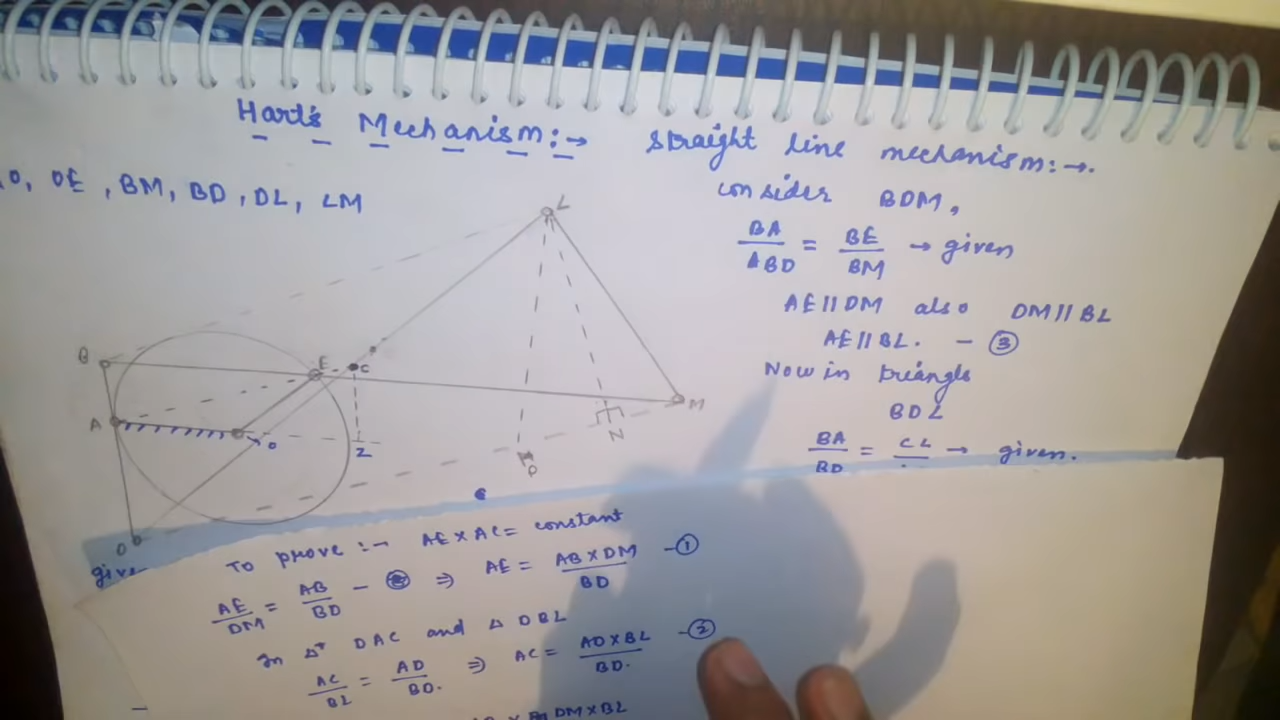 Hart's Mechanism:→ Straight line mechanism:→.
O, OE, BM, BD, DL, LM
consider BDM,
BA/ABD = BE/BM → given
AE||DM also DM||BL
AE||BL. - ③
Now in triangle
BDL
BA/BD = CL → given.
L
B
E
C
A
O
Z
M
N
D
give
To prove :→ AE×AC = constant
AE/DM = AB/BD - ⇒ AE = AB×DM/BD - ①
In Δr DAC and Δ DBL
AC/BL = AD/BD. ⇒ AC = AD×BL/BD. - ②
DM×BL